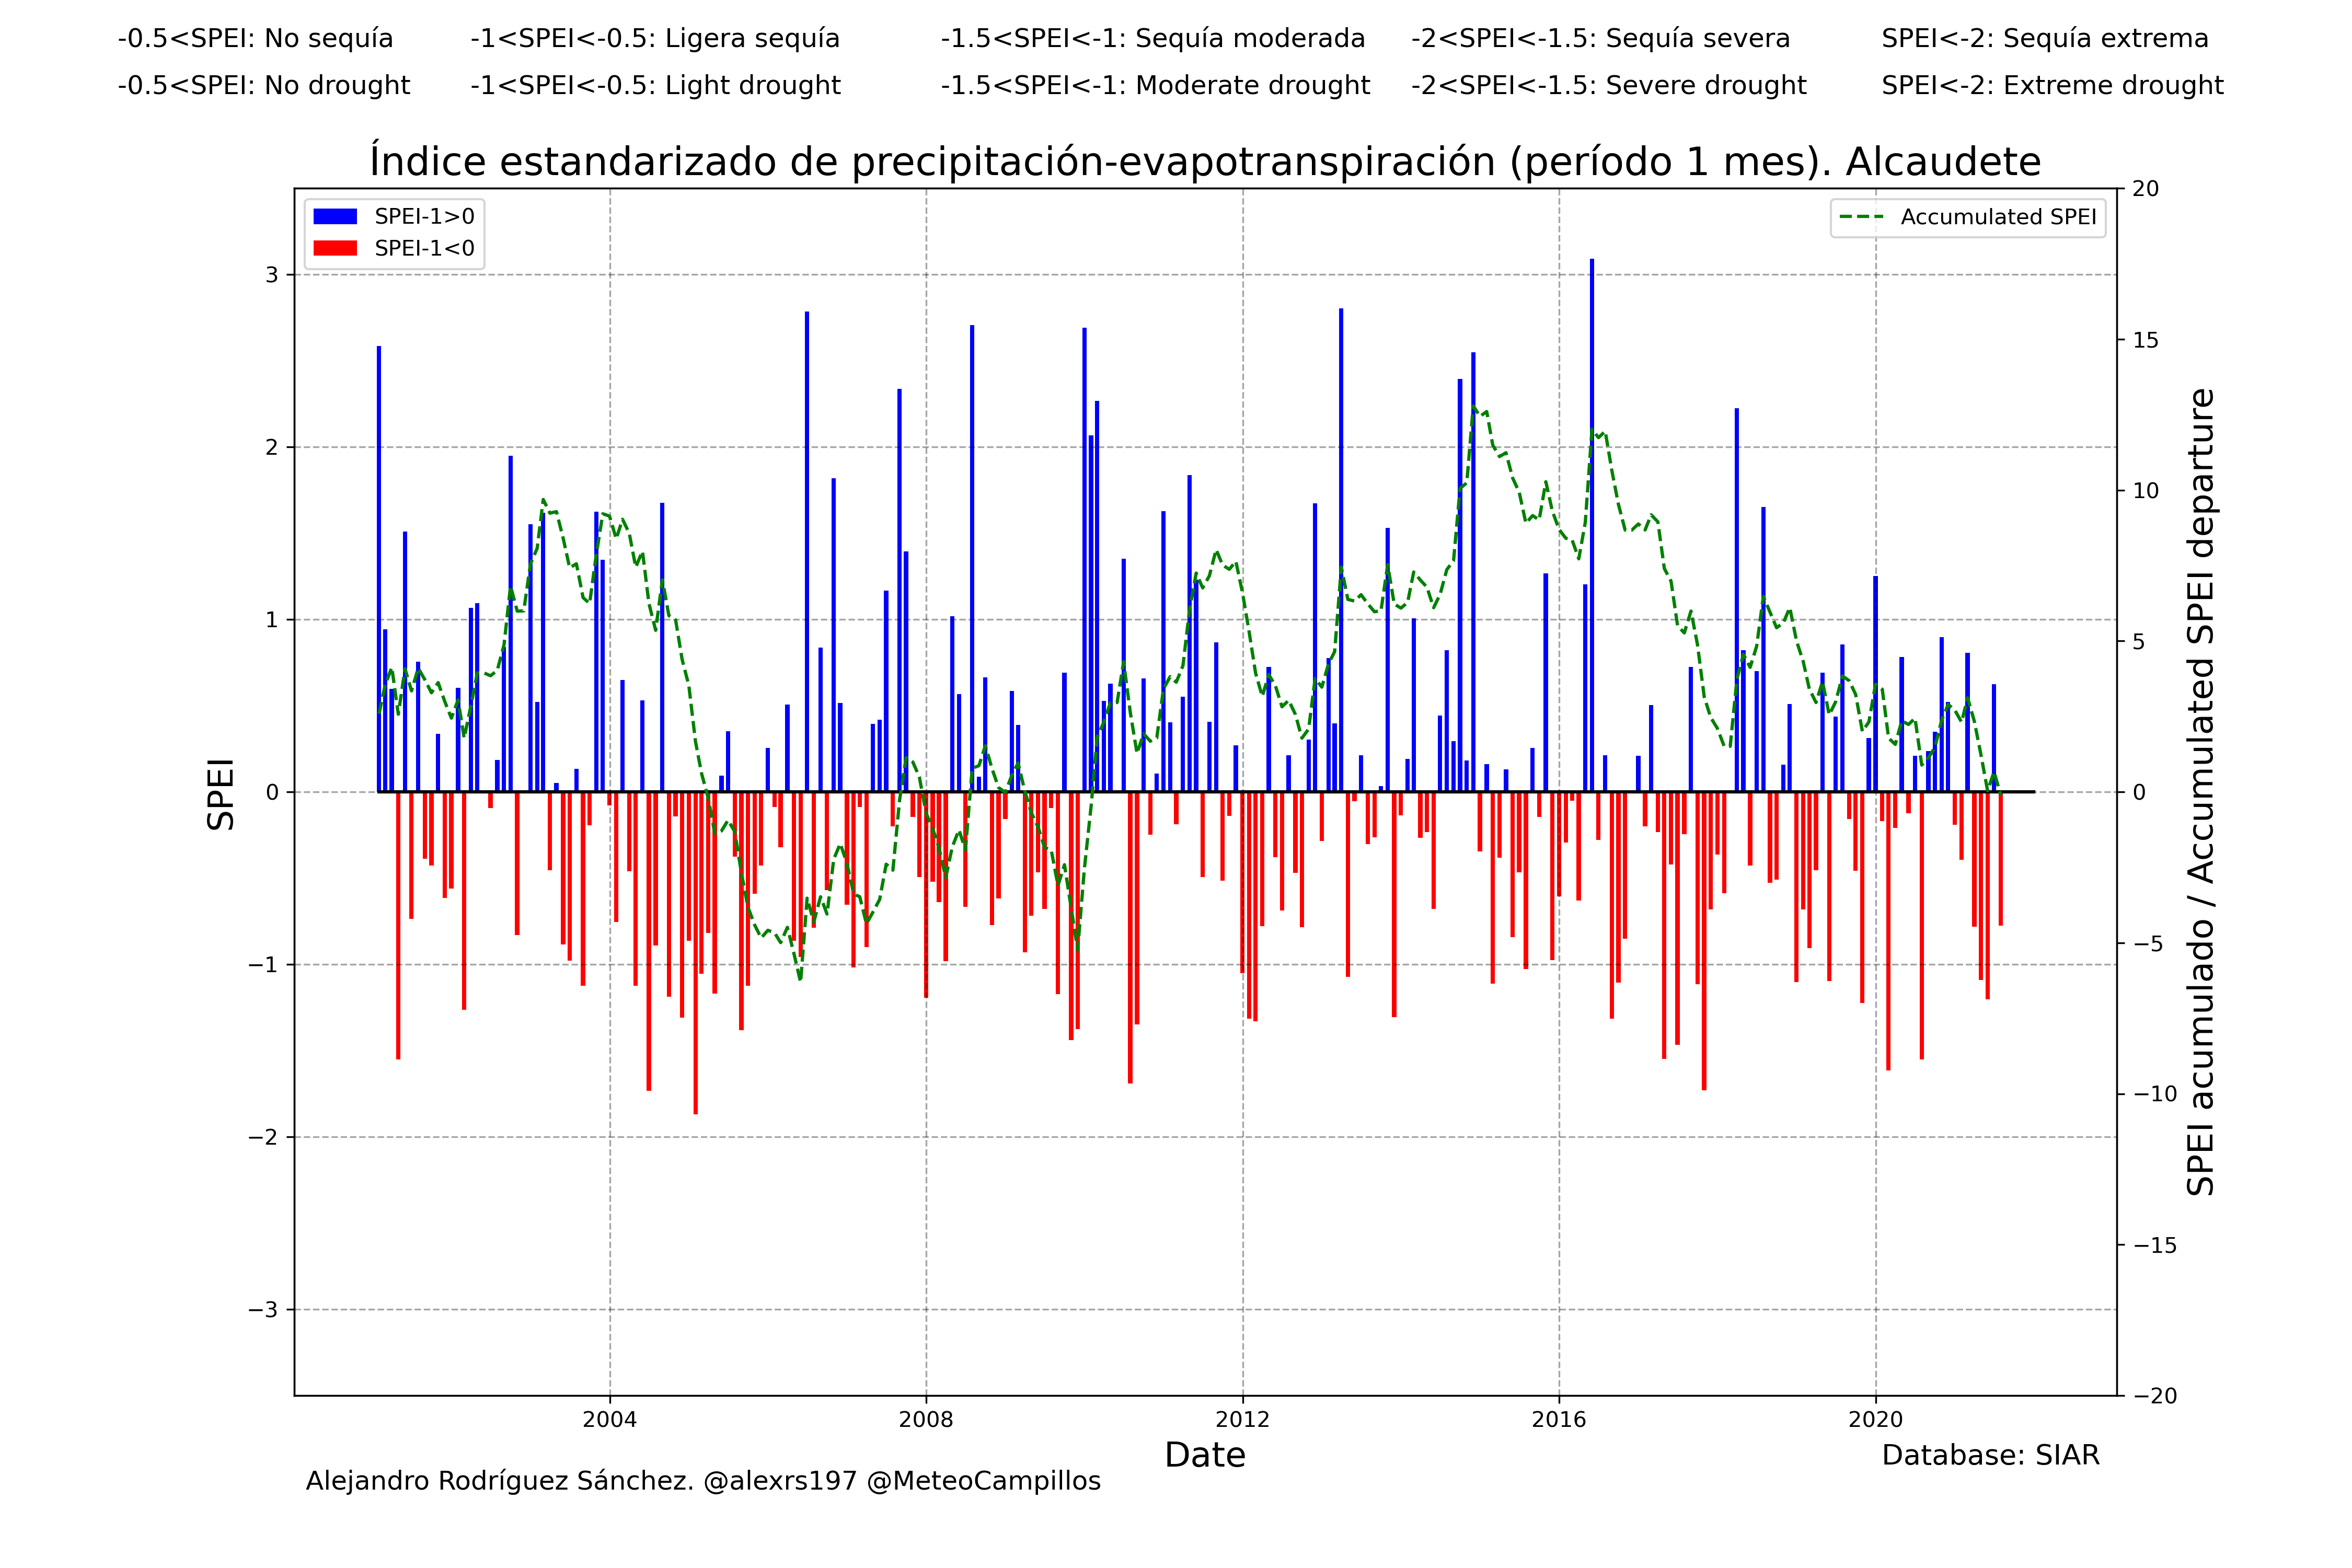 -0.5<SPEI: No sequía -1<SPEI<-0.5: Ligera sequía -1.5<SPEI<-1: Sequía moderada -2<SPEI<-1.5: Sequía severa SPEI<-2: Sequía extrema
-0.5<SPEI: No drought -1<SPEI<-0.5: Light drought -1.5<SPEI<-1: Moderate drought -2<SPEI<-1.5: Severe drought SPEI<-2: Extreme drought
Índice estandarizado de precipitación-evapotranspiración (período 1 mes). Alcaudete
SPEI-1>0
SPEI-1<0
Accumulated SPEI
SPEI
3
2
1
0
−1
−2
−3
20
15
10
5
0
−5
−10
−15
−20
SPEI acumulado / Accumulated SPEI departure
2004 2008 2012 2016 2020
Date
Database: SIAR
Alejandro Rodríguez Sánchez. @alexrs197 @MeteoCampillos